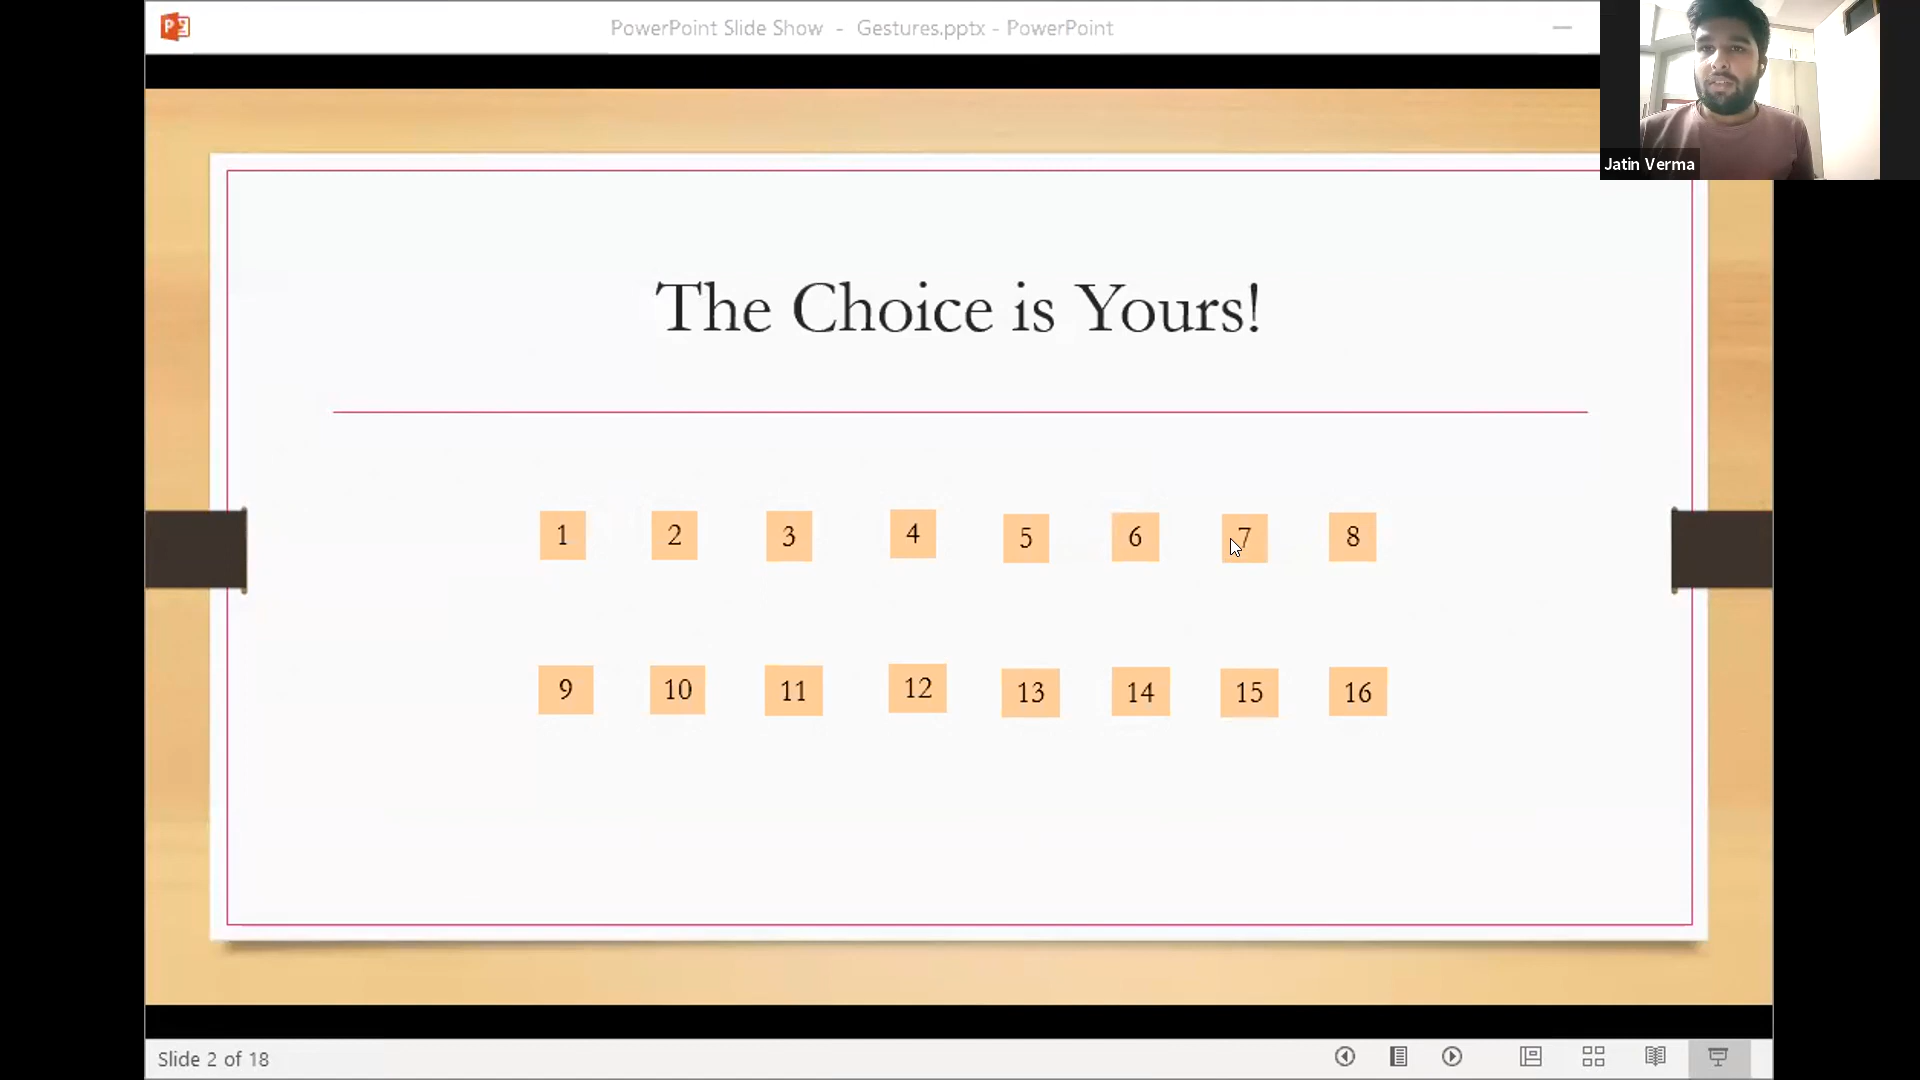 PowerPoint Slide Show - Gestures.pptx - PowerPoint
Jatin Verma
The Choice is Yours!
1 2 3 4 5 6 7 8
9 10 11 12 13 14 15 16
Slide 2 of 18